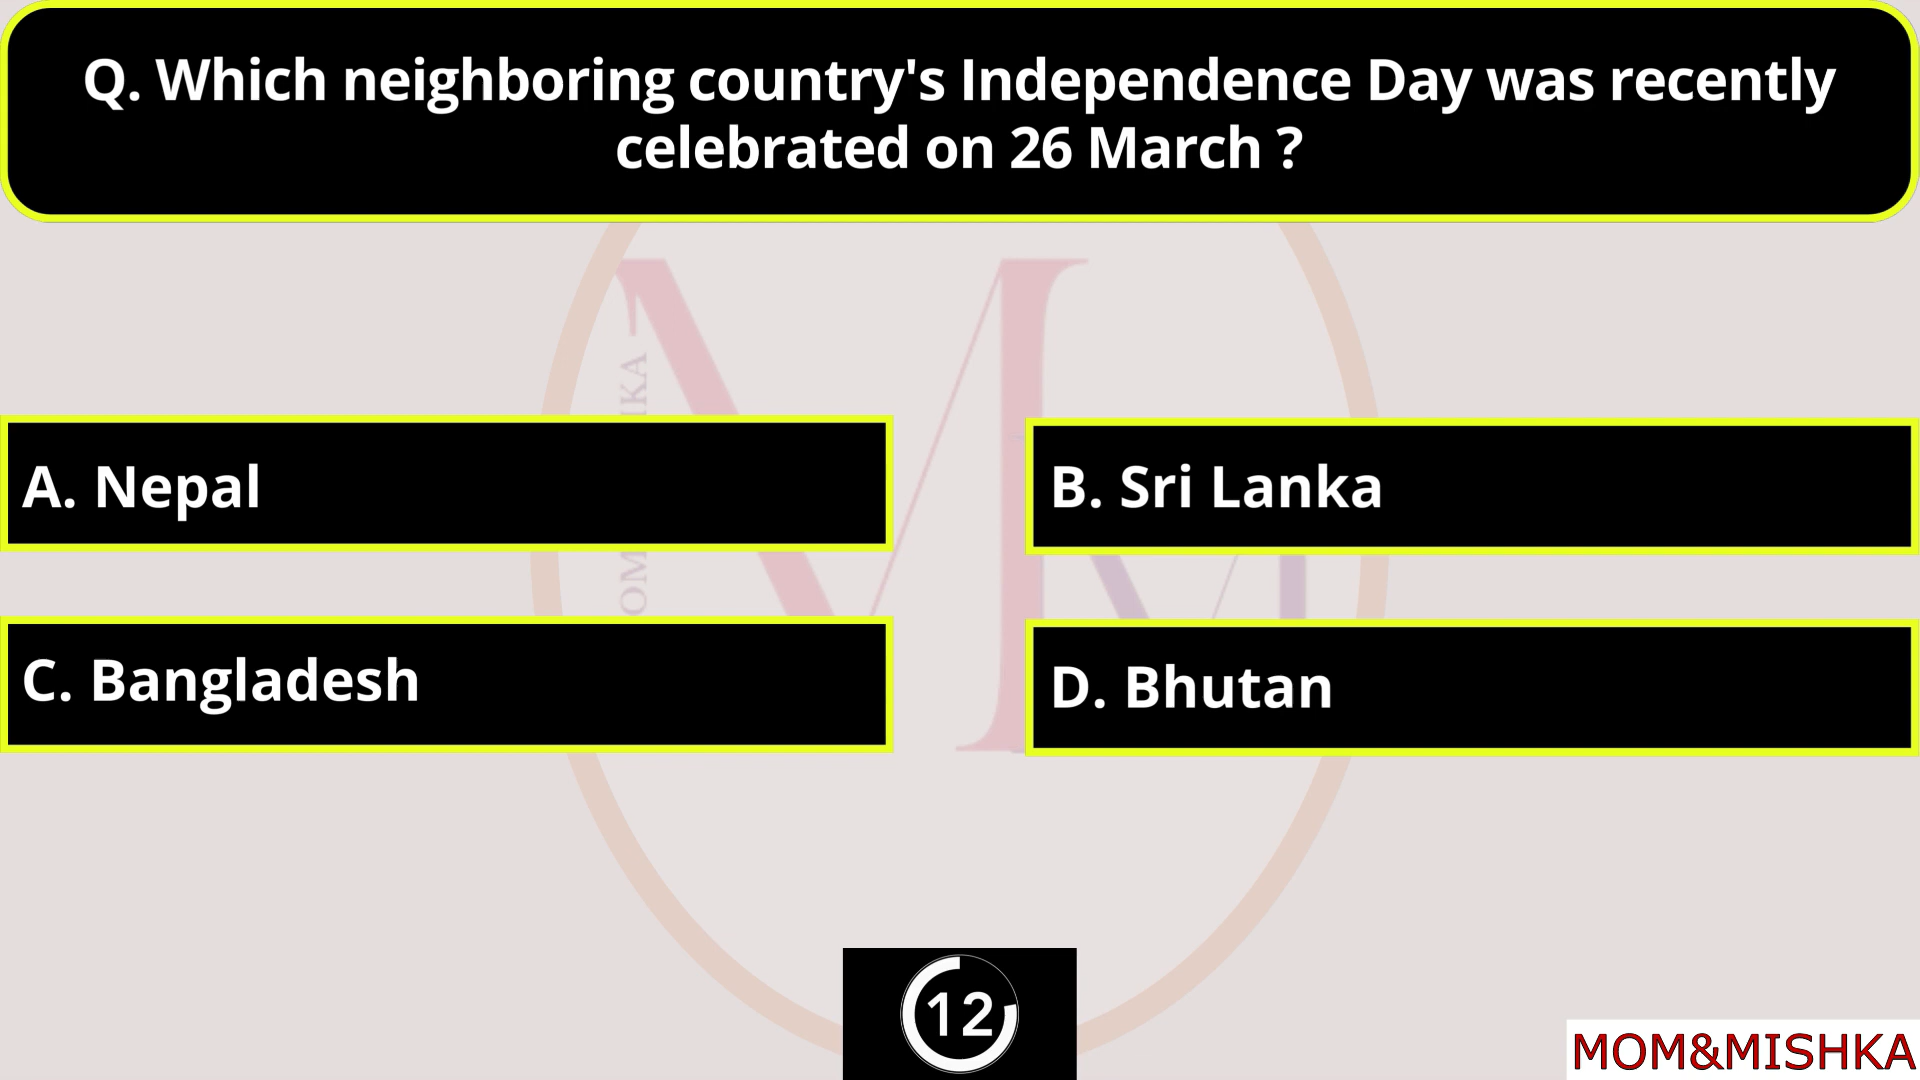 Q. Which neighboring country's Independence Day was recently
celebrated on 26 March ?
A. Nepal
B. Sri Lanka
C. Bangladesh
D. Bhutan
12
MOM&MISHKA